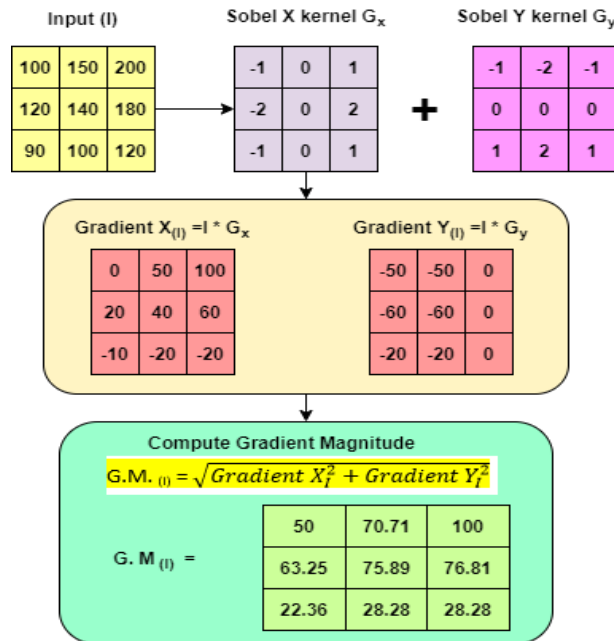 Input (I) Sobel X kernel Gx Sobel Y kernel Gy
100 150 200 -1 0 1 -1 -2 -1
120 140 180 -2 0 2 + 0 0 0
90 100 120 -1 0 1 1 2 1
Gradient X(I) =I * Gx Gradient Y(I) =I * Gy
0 50 100 -50 -50 0
20 40 60 -60 -60 0
-10 -20 -20 -20 -20 0
Compute Gradient Magnitude
G.M. (I) = √Gradient X_I^2 + Gradient Y_I^2
50 70.71 100
G. M (I) = 63.25 75.89 76.81
22.36 28.28 28.28